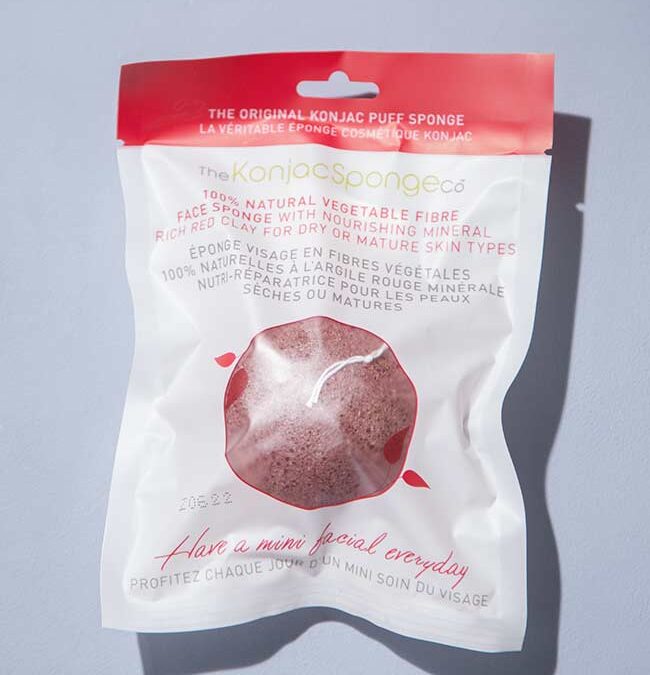 THE ORIGINAL KONJAC PUFF SPONGE
LA VÉRITABLE ÉPONGE COSMÉTIQUE KONJAC
The KonjacSponge Co
100% NATURAL VEGETABLE FIBRE
FACE SPONGE WITH NOURISHING MINERAL
RICH RED CLAY FOR DRY OR MATURE SKIN TYPES
ÉPONGE VISAGE EN FIBRES VÉGÉTALES
100% NATURELLES À L'ARGILE ROUGE MINÉRALE
NUTRI-RÉPARATRICE POUR LES PEAUX
SÈCHES OU MATURES
Have a mini facial everyday
PROFITEZ CHAQUE JOUR D'UN MINI SOIN DU VISAGE